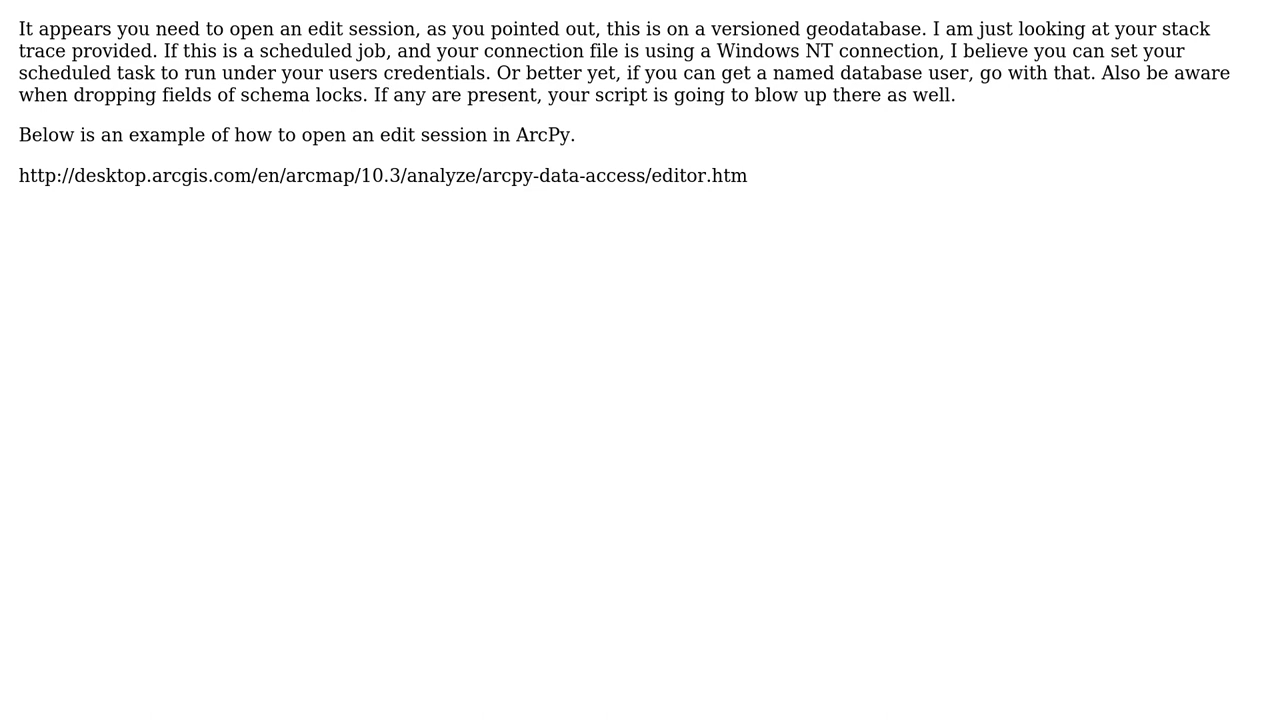 It appears you need to open an edit session, as you pointed out, this is on a versioned geodatabase. I am just looking at your stack
trace provided. If this is a scheduled job, and your connection file is using a Windows NT connection, I believe you can set your
scheduled task to run under your users credentials. Or better yet, if you can get a named database user, go with that. Also be aware
when dropping fields of schema locks. If any are present, your script is going to blow up there as well.
Below is an example of how to open an edit session in ArcPy.
http://desktop.arcgis.com/en/arcmap/10.3/analyze/arcpy-data-access/editor.htm